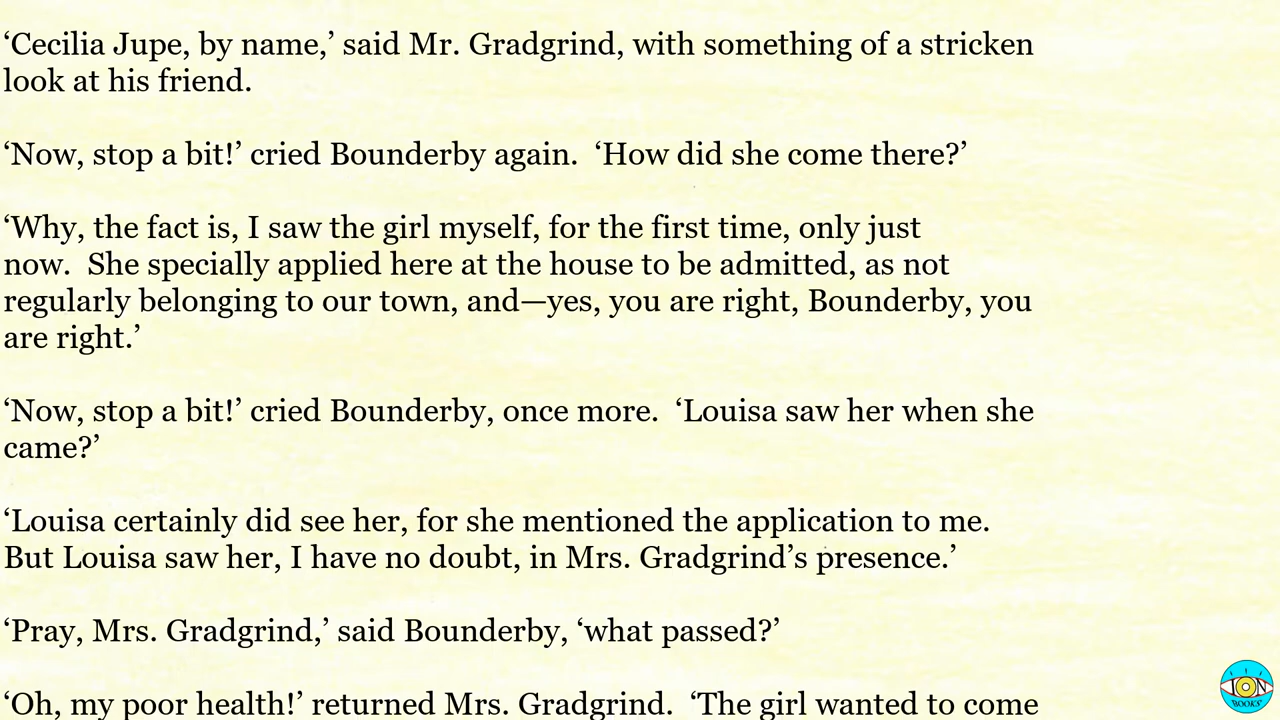 ‘Cecilia Jupe, by name,’ said Mr. Gradgrind, with something of a stricken
look at his friend.
‘Now, stop a bit!’ cried Bounderby again.  ‘How did she come there?’
‘Why, the fact is, I saw the girl myself, for the first time, only just
now.  She specially applied here at the house to be admitted, as not
regularly belonging to our town, and—yes, you are right, Bounderby, you
are right.’
‘Now, stop a bit!’ cried Bounderby, once more.  ‘Louisa saw her when she
came?’
‘Louisa certainly did see her, for she mentioned the application to me.
But Louisa saw her, I have no doubt, in Mrs. Gradgrind’s presence.’
‘Pray, Mrs. Gradgrind,’ said Bounderby, ‘what passed?’
‘Oh, my poor health!’ returned Mrs. Gradgrind.  ‘The girl wanted to come
ION
BOOKS